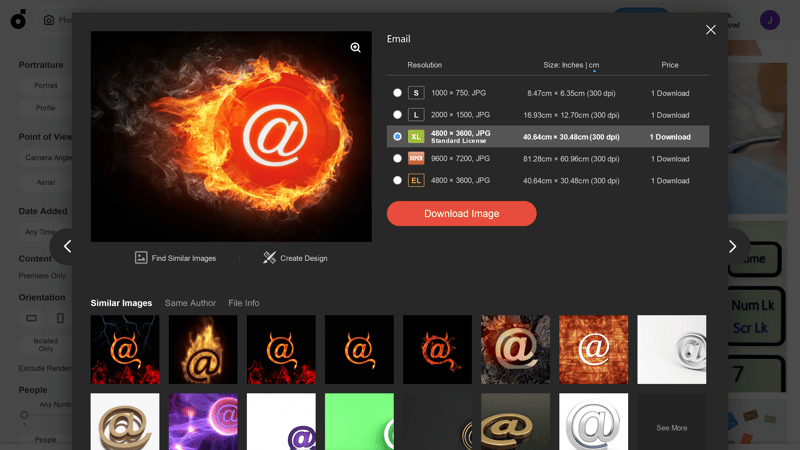 Pho
s.
ow!
J
Portraiture
Portrait
Profile
Point of View
Camera Angle
Aerial
Date Added
Any Time
Content
Premiere Only
Orientation
Isolated
Only
Exclude Render
People
Any Numb
People
Email
Resolution Size: Inches | cm Price
S 1000 × 750, JPG 8.47cm × 6.35cm (300 dpi) 1 Download
L 2000 × 1500, JPG 16.93cm × 12.70cm (300 dpi) 1 Download
XL 4800 × 3600, JPG 40.64cm × 30.48cm (300 dpi) 1 Download
Standard License
SUPER 9600 × 7200, JPG 81.28cm × 60.96cm (300 dpi) 1 Download
EL 4800 × 3600, JPG 40.64cm × 30.48cm (300 dpi) 1 Download
Download Image
@
Find Similar Images Create Design
Similar Images Same Author File Info
@ @ @ @ @ @ @ @
@ @ @ @ @ @ @ See More
ome
Num Lk
Scr Lk
7